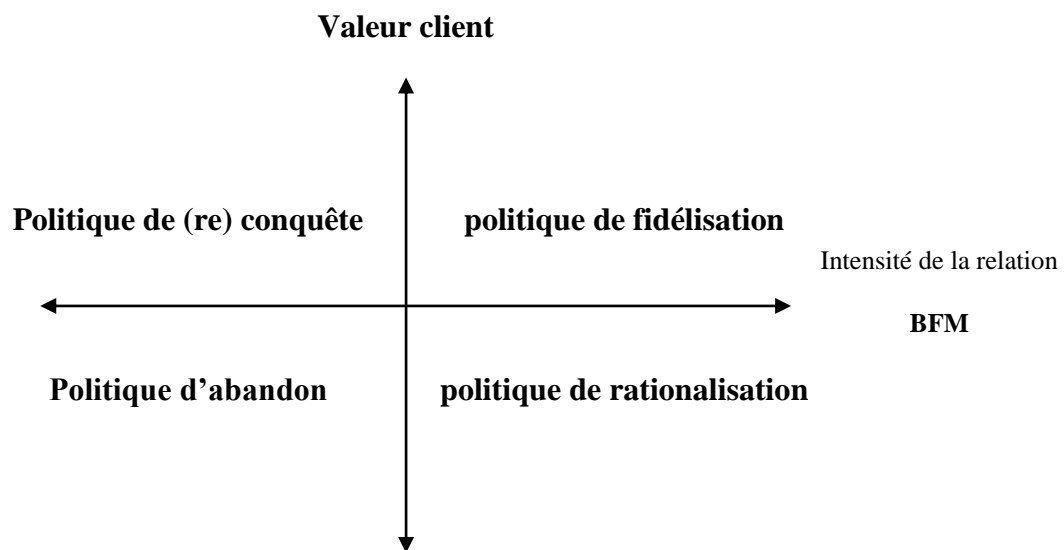 Valeur client
Politique de (re) conquête
politique de fidélisation
Intensité de la relation
BFM
Politique d’abandon
politique de rationalisation